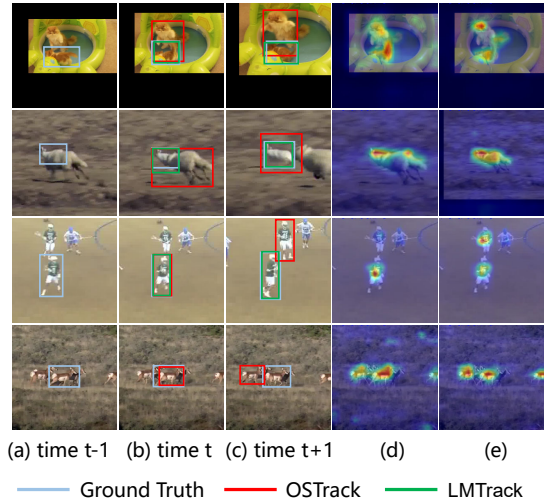 (a) time t-1 (b) time t (c) time t+1 (d) (e)
Ground Truth OSTrack LMTrack